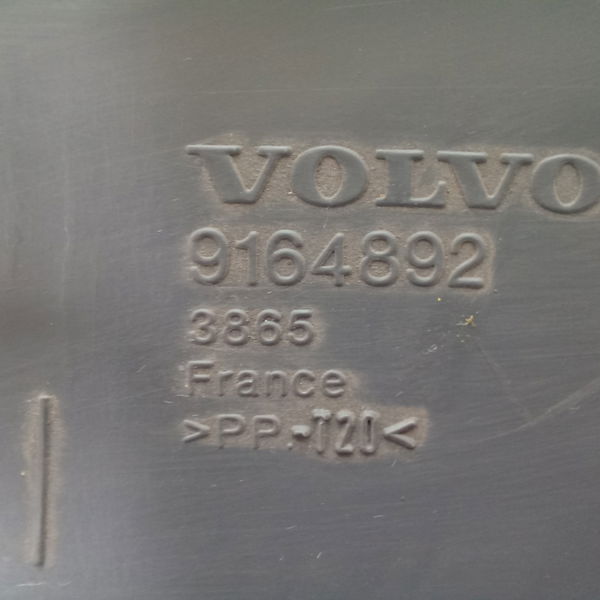 VOLVO
9164892
3865
France
>PP-T20<